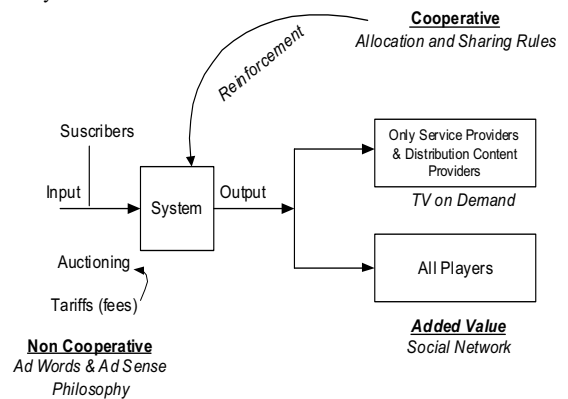 Cooperative
Allocation and Sharing Rules
Reinforcement
Suscribers
Input
System
Output
Only Service Providers
& Distribution Content
Providers
TV on Demand
All Players
Auctioning
Tariffs (fees)
Added Value
Social Network
Non Cooperative
Ad Words & Ad Sense
Philosophy